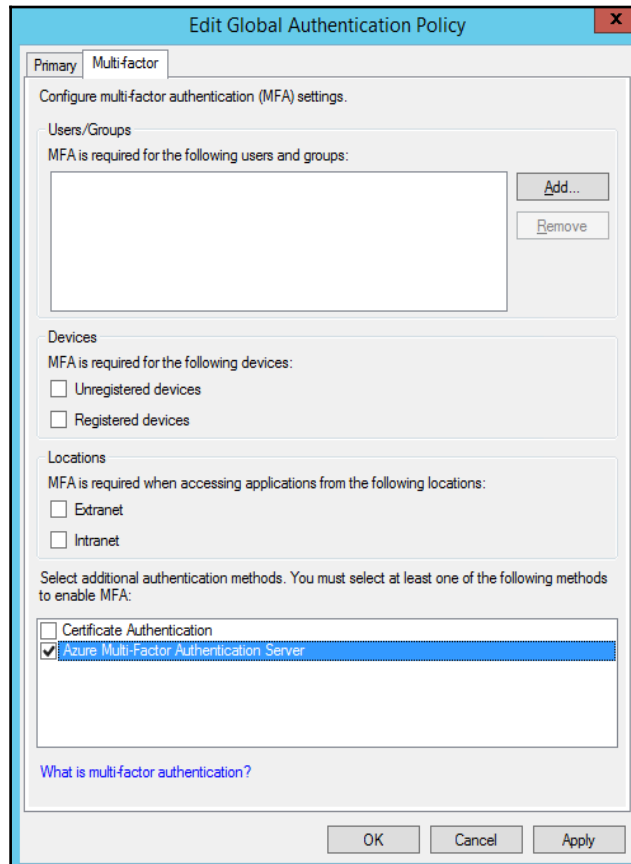 Edit Global Authentication Policy
x
Primary
Multi-factor
Configure multi-factor authentication (MFA) settings.
Users/Groups
MFA is required for the following users and groups:
Add...
Remove
Devices
MFA is required for the following devices:
Unregistered devices
Registered devices
Locations
MFA is required when accessing applications from the following locations:
Extranet
Intranet
Select additional authentication methods. You must select at least one of the following methods
to enable MFA:
Certificate Authentication
Azure Multi-Factor Authentication Server
What is multi-factor authentication?
OK
Cancel
Apply